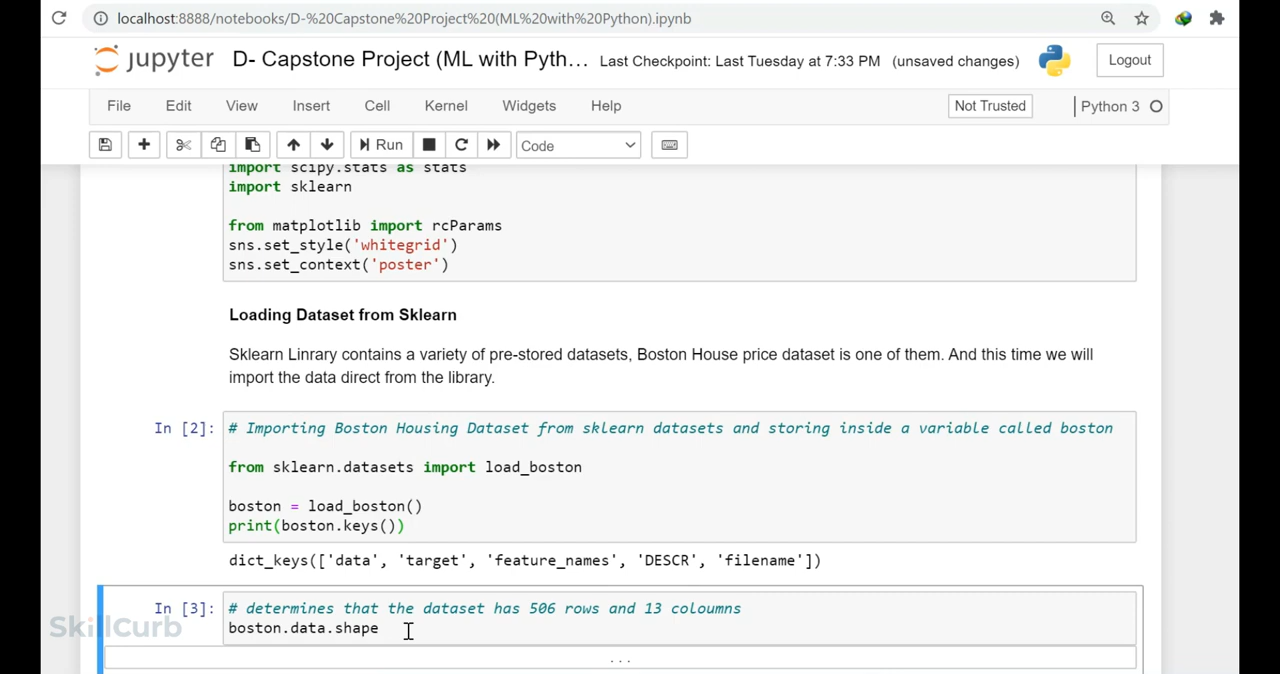 localhost:8888/notebooks/D-%20Capstone%20Project%20(ML%20with%20Python).ipynb
jupyter D- Capstone Project (ML with Pyth... Last Checkpoint: Last Tuesday at 7:33 PM (unsaved changes) Logout
File Edit View Insert Cell Kernel Widgets Help Not Trusted Python 3
Run Code
import scipy.stats as stats
import sklearn
from matplotlib import rcParams
sns.set_style('whitegrid')
sns.set_context('poster')
Loading Dataset from Sklearn
Sklearn Linrary contains a variety of pre-stored datasets, Boston House price dataset is one of them. And this time we will
import the data direct from the library.
In [2]: # Importing Boston Housing Dataset from sklearn datasets and storing inside a variable called boston
from sklearn.datasets import load_boston
boston = load_boston()
print(boston.keys())
dict_keys(['data', 'target', 'feature_names', 'DESCR', 'filename'])
In [3]: # determines that the dataset has 506 rows and 13 coloumns
SkillCurb
boston.data.shape
...